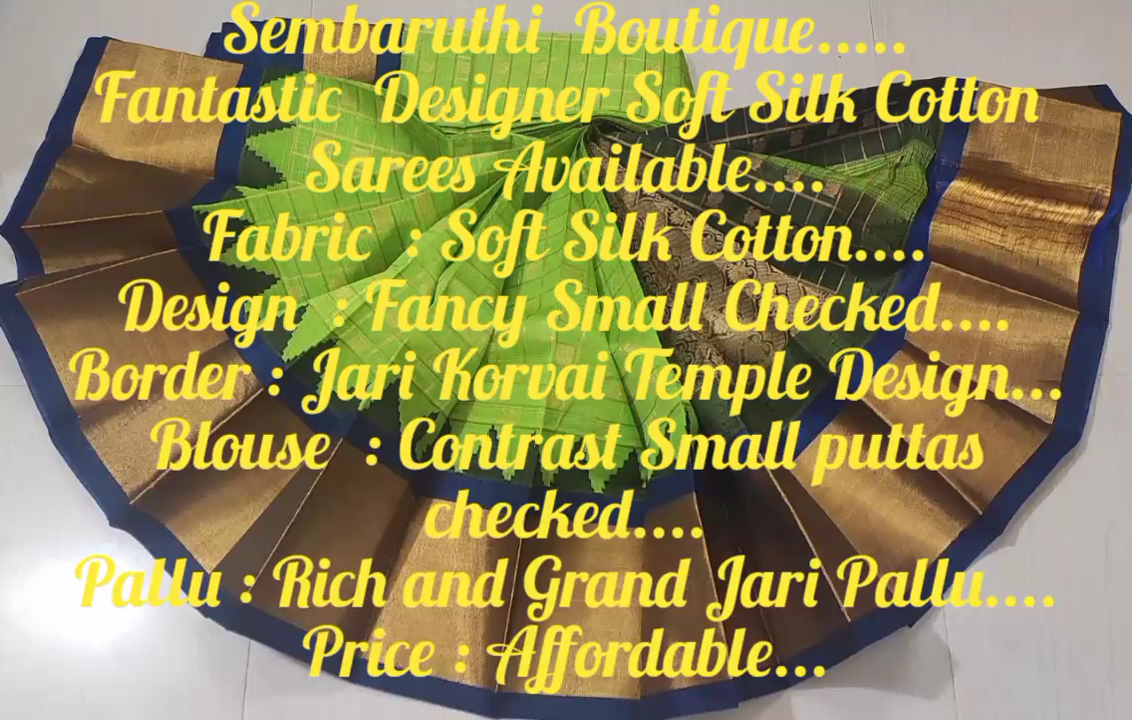 Sembaruthi Boutique.....
Fantastic Designer Soft Silk Cotton
Sarees Available....
Fabric : Soft Silk Cotton....
Design : Fancy Small Checked....
Border : Jari Korvai Temple Design...
Blouse : Contrast Small puttas
checked....
Pallu : Rich and Grand Jari Pallu....
Price : Affordable...